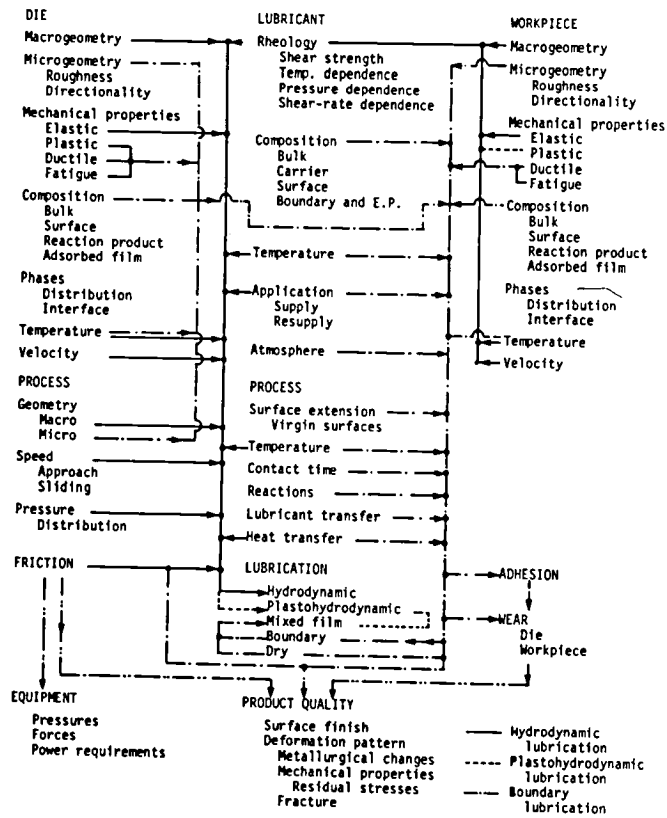 DIE
Macrogeometry
Microgeometry
Roughness
Directionality
Mechanical properties
Elastic
Plastic
Ductile
Fatigue
Composition
Bulk
Surface
Reaction product
Adsorbed film
Phases
Distribution
Interface
Temperature
Velocity
PROCESS
Geometry
Macro
Micro
Speed
Approach
Sliding
Pressure
Distribution
FRICTION
EQUIPMENT
Pressures
Forces
Power requirements
LUBRICANT
Rheology
Shear strength
Temp. dependence
Pressure dependence
Shear-rate dependence
Composition
Bulk
Carrier
Surface
Boundary and E.P.
Temperature
Application
Supply
Resupply
Atmosphere
PROCESS
Surface extension
Virgin surfaces
Temperature
Contact time
Reactions
Lubricant transfer
Heat transfer
LUBRICATION
Hydrodynamic
Plastohydrodynamic
Mixed film
Boundary
Dry
PRODUCT QUALITY
Surface finish
Deformation pattern
Metallurgical changes
Mechanical properties
Residual stresses
Fracture
WORKPIECE
Macrogeometry
Microgeometry
Roughness
Directionality
Mechanical properties
Elastic
Plastic
Ductile
Fatigue
Composition
Bulk
Surface
Reaction product
Adsorbed film
Phases
Distribution
Interface
Temperature
Velocity
ADHESION
WEAR
Die
Workpiece
Hydrodynamic
lubrication
Plastohydrodynamic
lubrication
Boundary
lubrication